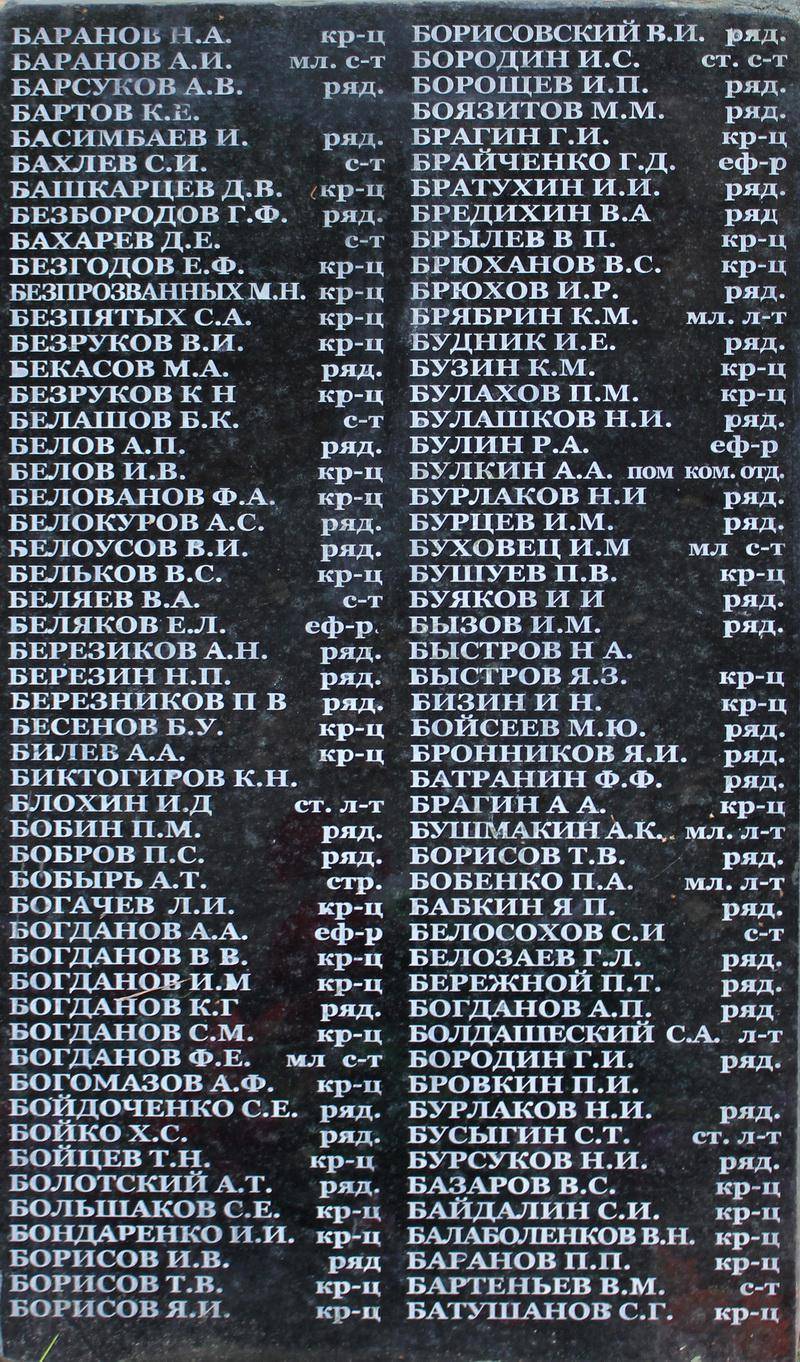 БАРАНОВ Н.А. кр-ц
БАРАНОВ А.И. мл. с-т
БАРСУКОВ А.В. ряд.
БАРТОВ К.Е.
БАСИМБАЕВ И. ряд.
БАХЛЕВ С.И. с-т
БАШКАРЦЕВ Д.В. кр-ц
БЕЗБОРОДОВ Г.Ф. ряд.
БАХАРЕВ Д.Е. с-т
БЕЗГОДОВ Е.Ф. кр-ц
БЕЗПРОЗВАННЫХ М.Н. кр-ц
БЕЗПЯТЫХ С.А. кр-ц
БЕЗРУКОВ В.И. кр-ц
БЕКАСОВ М.А. ряд.
БЕЗРУКОВ К Н кр-ц
БЕЛАШОВ Б.К. с-т
БЕЛОВ А.П. ряд.
БЕЛОВ И.В. кр-ц
БЕЛОВАНОВ Ф.А. кр-ц
БЕЛОКУРОВ А.С. ряд.
БЕЛОУСОВ В.И. ряд.
БЕЛЬКОВ В.С. кр-ц
БЕЛЯЕВ В.А. с-т
БЕЛЯКОВ Е.Л. еф-р.
БЕРЕЗИКОВ А.Н. ряд.
БЕРЕЗИН Н.П. ряд.
БЕРЕЗНИКОВ П В ряд.
БЕСЕНОВ Б.У. кр-ц
БИЛЕВ А.А. кр-ц
БИКТОГИРОВ К.Н.
БЛОХИН И.Д ст. л-т
БОБИН П.М. ряд.
БОБРОВ П.С. ряд.
БОБЫРЬ А.Т. стр.
БОГАЧЕВ Л.И. кр-ц
БОГДАНОВ А.А. еф-р
БОГДАНОВ В В. кр-ц
БОГДАНОВ И.М кр-ц
БОГДАНОВ К.Г ряд.
БОГДАНОВ С.М. кр-ц
БОГДАНОВ Ф.Е. мл с-т
БОГОМАЗОВ А.Ф. кр-ц
БОЙДОЧЕНКО С.Е. ряд.
БОЙКО Х.С. ряд.
БОЙЦЕВ Т.Н. кр-ц
БОЛОТСКИЙ А.Т. ряд.
БОЛЬШАКОВ С.Е. кр-ц
БОНДАРЕНКО И.И. кр-ц
БОРИСОВ И.В. ряд
БОРИСОВ Т.В. кр-ц
БОРИСОВ Я.И. кр-ц
БОРИСОВСКИЙ В.И. ряд.
БОРОДИН И.С. ст. с-т
БОРОЩЕВ И.П. ряд.
БОЯЗИТОВ М.М. ряд.
БРАГИН Г.И. кр-ц
БРАЙЧЕНКО Г.Д. еф-р
БРАТУХИН И.И. ряд.
БРЕДИХИН В.А ряд
БРЫЛЕВ В П. кр-ц
БРЮХАНОВ В.С. кр-ц
БРЮХОВ И.Р. ряд.
БРЯБРИН К.М. мл. л-т
БУДНИК И.Е. ряд.
БУЗИН К.М. кр-ц
БУЛАХОВ П.М. кр-ц
БУЛАШКОВ Н.И. ряд.
БУЛИН Р.А. еф-р
БУЛКИН А.А. пом ком. отд.
БУРЛАКОВ Н.И ряд.
БУРЦЕВ И.М. ряд.
БУХОВЕЦ И.М мл с-т
БУШУЕВ П.В. кр-ц
БУЯКОВ И И ряд.
БЫЗОВ И.М. ряд.
БЫСТРОВ Н А.
БЫСТРОВ Я.З. кр-ц
БИЗИН И Н. кр-ц
БОЙСЕЕВ М.Ю. ряд.
БРОННИКОВ Я.И. ряд.
БАТРАНИН Ф.Ф. ряд.
БРАГИН А А. кр-ц
БУШМАКИН А.К. мл. л-т
БОРИСОВ Т.В. ряд.
БОБЕНКО П.А. мл. л-т
БАБКИН Я П. ряд.
БЕЛОСОХОВ С.И с-т
БЕЛОЗАЕВ Г.Л. ряд.
БЕРЕЖНОЙ П.Т. ряд.
БОГДАНОВ А.П. ряд
БОЛДАШЕСКИЙ С.А. л-т
БОРОДИН Г.И. ряд.
БРОВКИН П.И.
БУРЛАКОВ Н.И. ряд.
БУСЫГИН С.Т. ст. л-т
БУРСУКОВ Н.И. ряд.
БАЗАРОВ В.С. кр-ц
БАЙДАЛИН С.И. кр-ц
БАЛАБОЛЕНКОВ В.Н. кр-ц
БАРАНОВ П.П. кр-ц
БАРТЕНЬЕВ В.М. с-т
БАТУШАНОВ С.Г. кр-ц